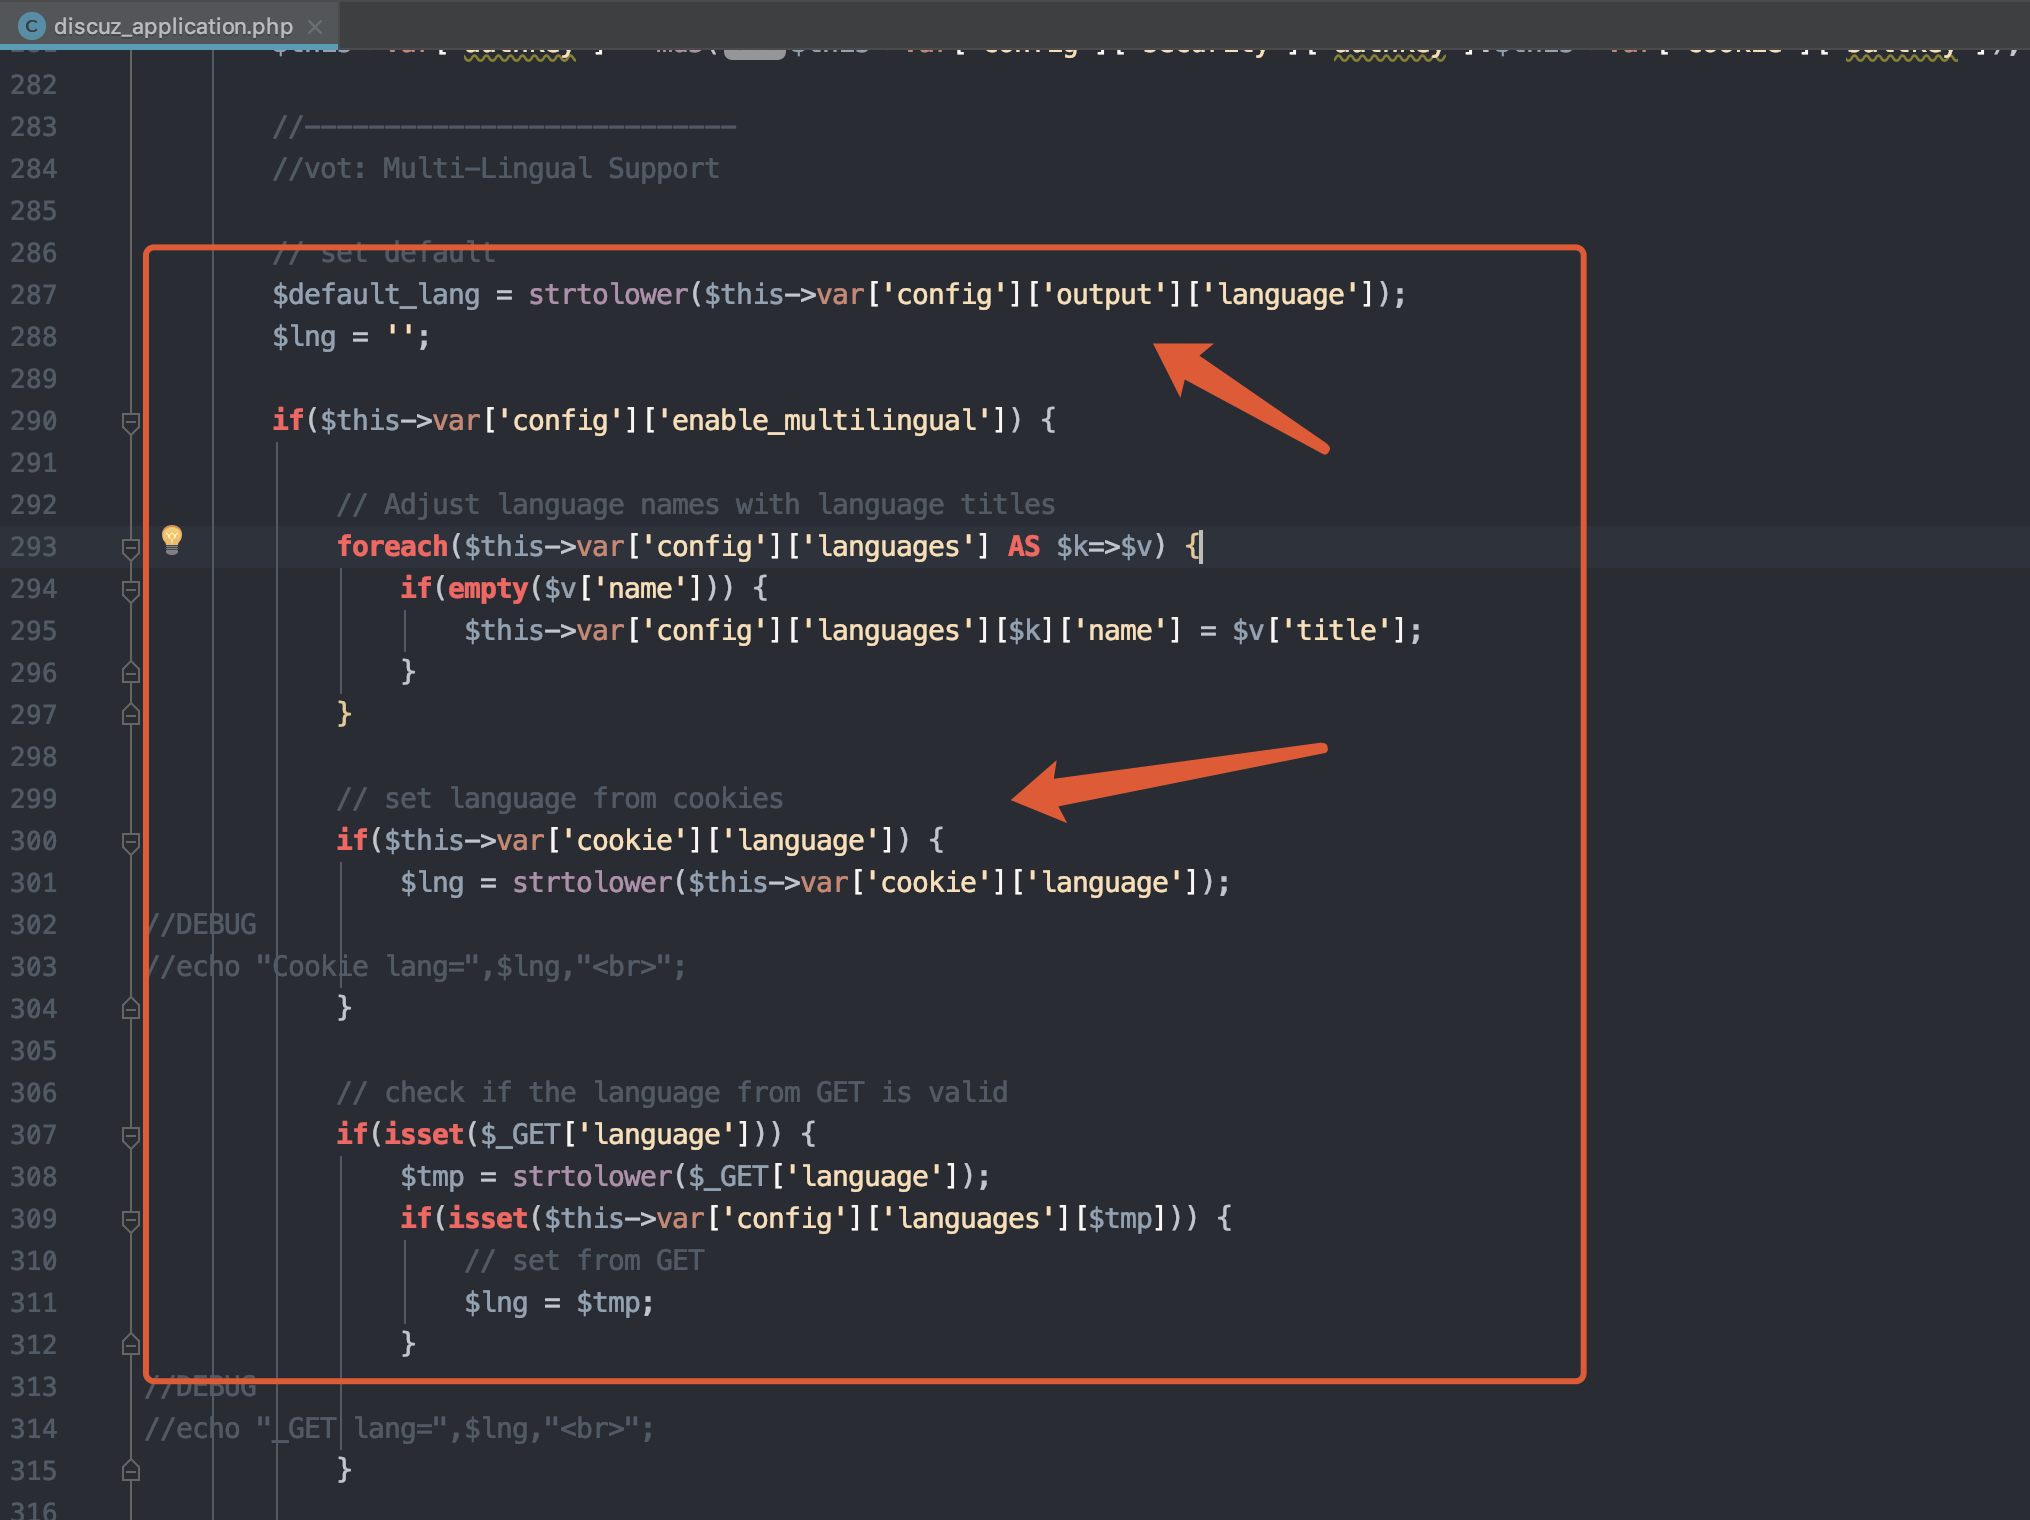 discuz_application.php
282
283 //---------------------------
284 //vot: Multi-Lingual Support
285
286 // set default
287 $default_lang = strtolower($this->var['config']['output']['language']);
288 $lng = '';
289
290 if($this->var['config']['enable_multilingual']) {
291
292 // Adjust language names with language titles
293 foreach($this->var['config']['languages'] AS $k=>$v) {
294 if(empty($v['name'])) {
295 $this->var['config']['languages'][$k]['name'] = $v['title'];
296 }
297 }
298
299 // set language from cookies
300 if($this->var['cookie']['language']) {
301 $lng = strtolower($this->var['cookie']['language']);
302 //DEBUG
303 //echo "Cookie lang=",$lng,"<br>";
304 }
305
306 // check if the language from GET is valid
307 if(isset($_GET['language'])) {
308 $tmp = strtolower($_GET['language']);
309 if(isset($this->var['config']['languages'][$tmp])) {
310 // set from GET
311 $lng = $tmp;
312 }
313 //DEBUG
314 //echo "_GET lang=",$lng,"<br>";
315 }
316